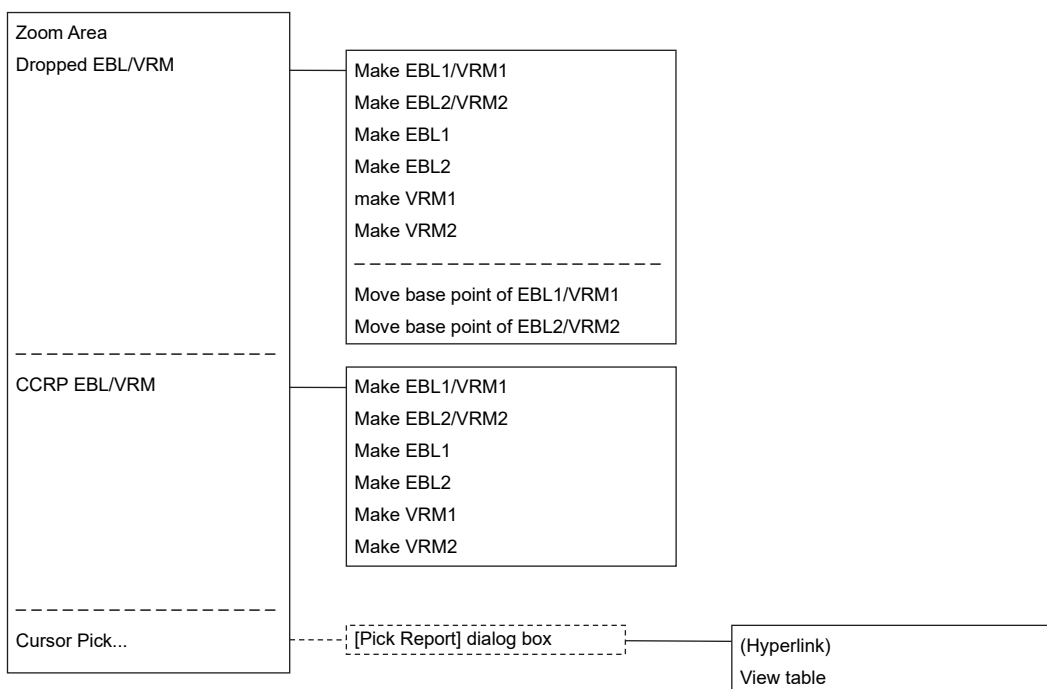 Zoom Area
Dropped EBL/VRM
Make EBL1/VRM1
Make EBL2/VRM2
Make EBL1
Make EBL2
make VRM1
Make VRM2
Move base point of EBL1/VRM1
Move base point of EBL2/VRM2
CCRP EBL/VRM
Make EBL1/VRM1
Make EBL2/VRM2
Make EBL1
Make EBL2
Make VRM1
Make VRM2
Cursor Pick...
[Pick Report] dialog box
(Hyperlink)
View table